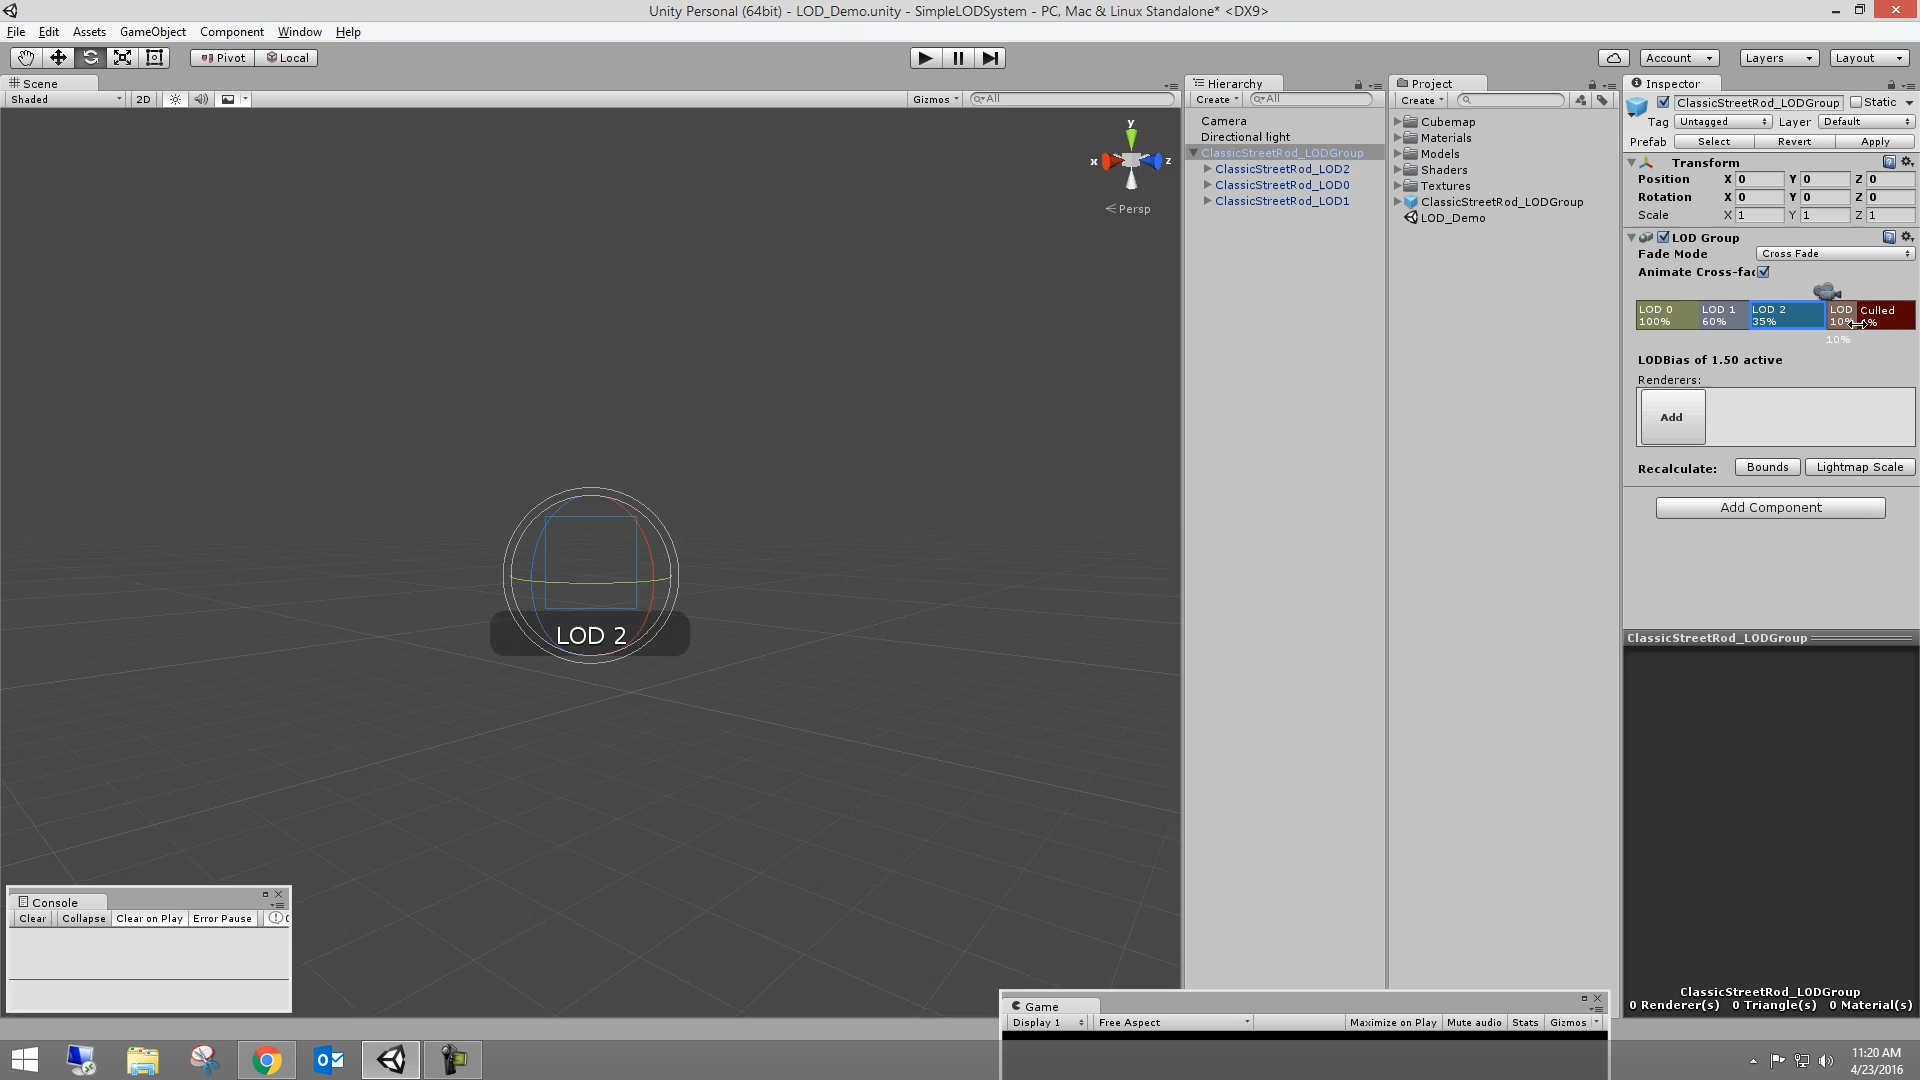 Unity Personal (64bit) - LOD_Demo.unity - SimpleLODSystem - PC, Mac & Linux Standalone* <DX9>
File Edit Assets GameObject Component Window Help
Pivot Local Account Layers Layout
Scene
Shaded 2D Gizmos All
y
x z
Persp
LOD 2
Console
Clear Collapse Clear on Play Error Pause
Hierarchy
Create All
Camera
Directional light
ClassicStreetRod_LODGroup
ClassicStreetRod_LOD2
ClassicStreetRod_LOD0
ClassicStreetRod_LOD1
Project
Create
Cubemap
Materials
Models
Shaders
Textures
ClassicStreetRod_LODGroup
LOD_Demo
Game
Display 1 Free Aspect Maximize on Play Mute audio Stats Gizmos
Inspector
ClassicStreetRod_LODGroup Static
Tag Untagged Layer Default
Prefab Select Revert Apply
Transform
Position X 0 Y 0 Z 0
Rotation X 0 Y 0 Z 0
Scale X 1 Y 1 Z 1
LOD Group
Fade Mode Cross Fade
Animate Cross-fac
LOD 0 LOD 1 LOD 2 LOD Culled
100% 60% 35% 10% %
10%
LODBias of 1.50 active
Renderers:
Add
Recalculate: Bounds Lightmap Scale
Add Component
ClassicStreetRod_LODGroup
ClassicStreetRod_LODGroup
0 Renderer(s) 0 Triangle(s) 0 Material(s)
11:20 AM
4/23/2016